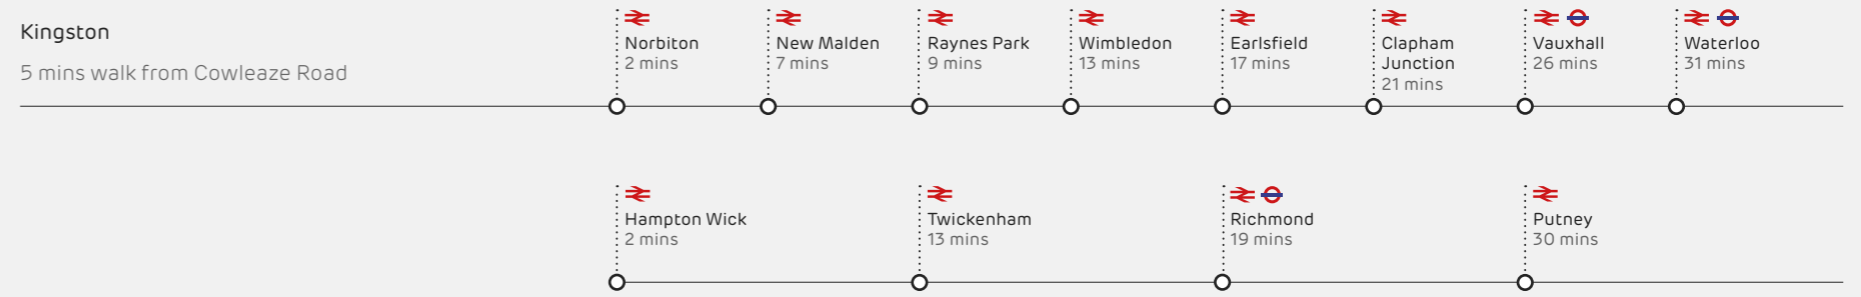 Kingston
5 mins walk from Cowleaze Road
Norbiton
2 mins
New Malden
7 mins
Raynes Park
9 mins
Wimbledon
13 mins
Earlsfield
17 mins
Clapham
Junction
21 mins
Vauxhall
26 mins
Waterloo
31 mins
Hampton Wick
2 mins
Twickenham
13 mins
Richmond
19 mins
Putney
30 mins